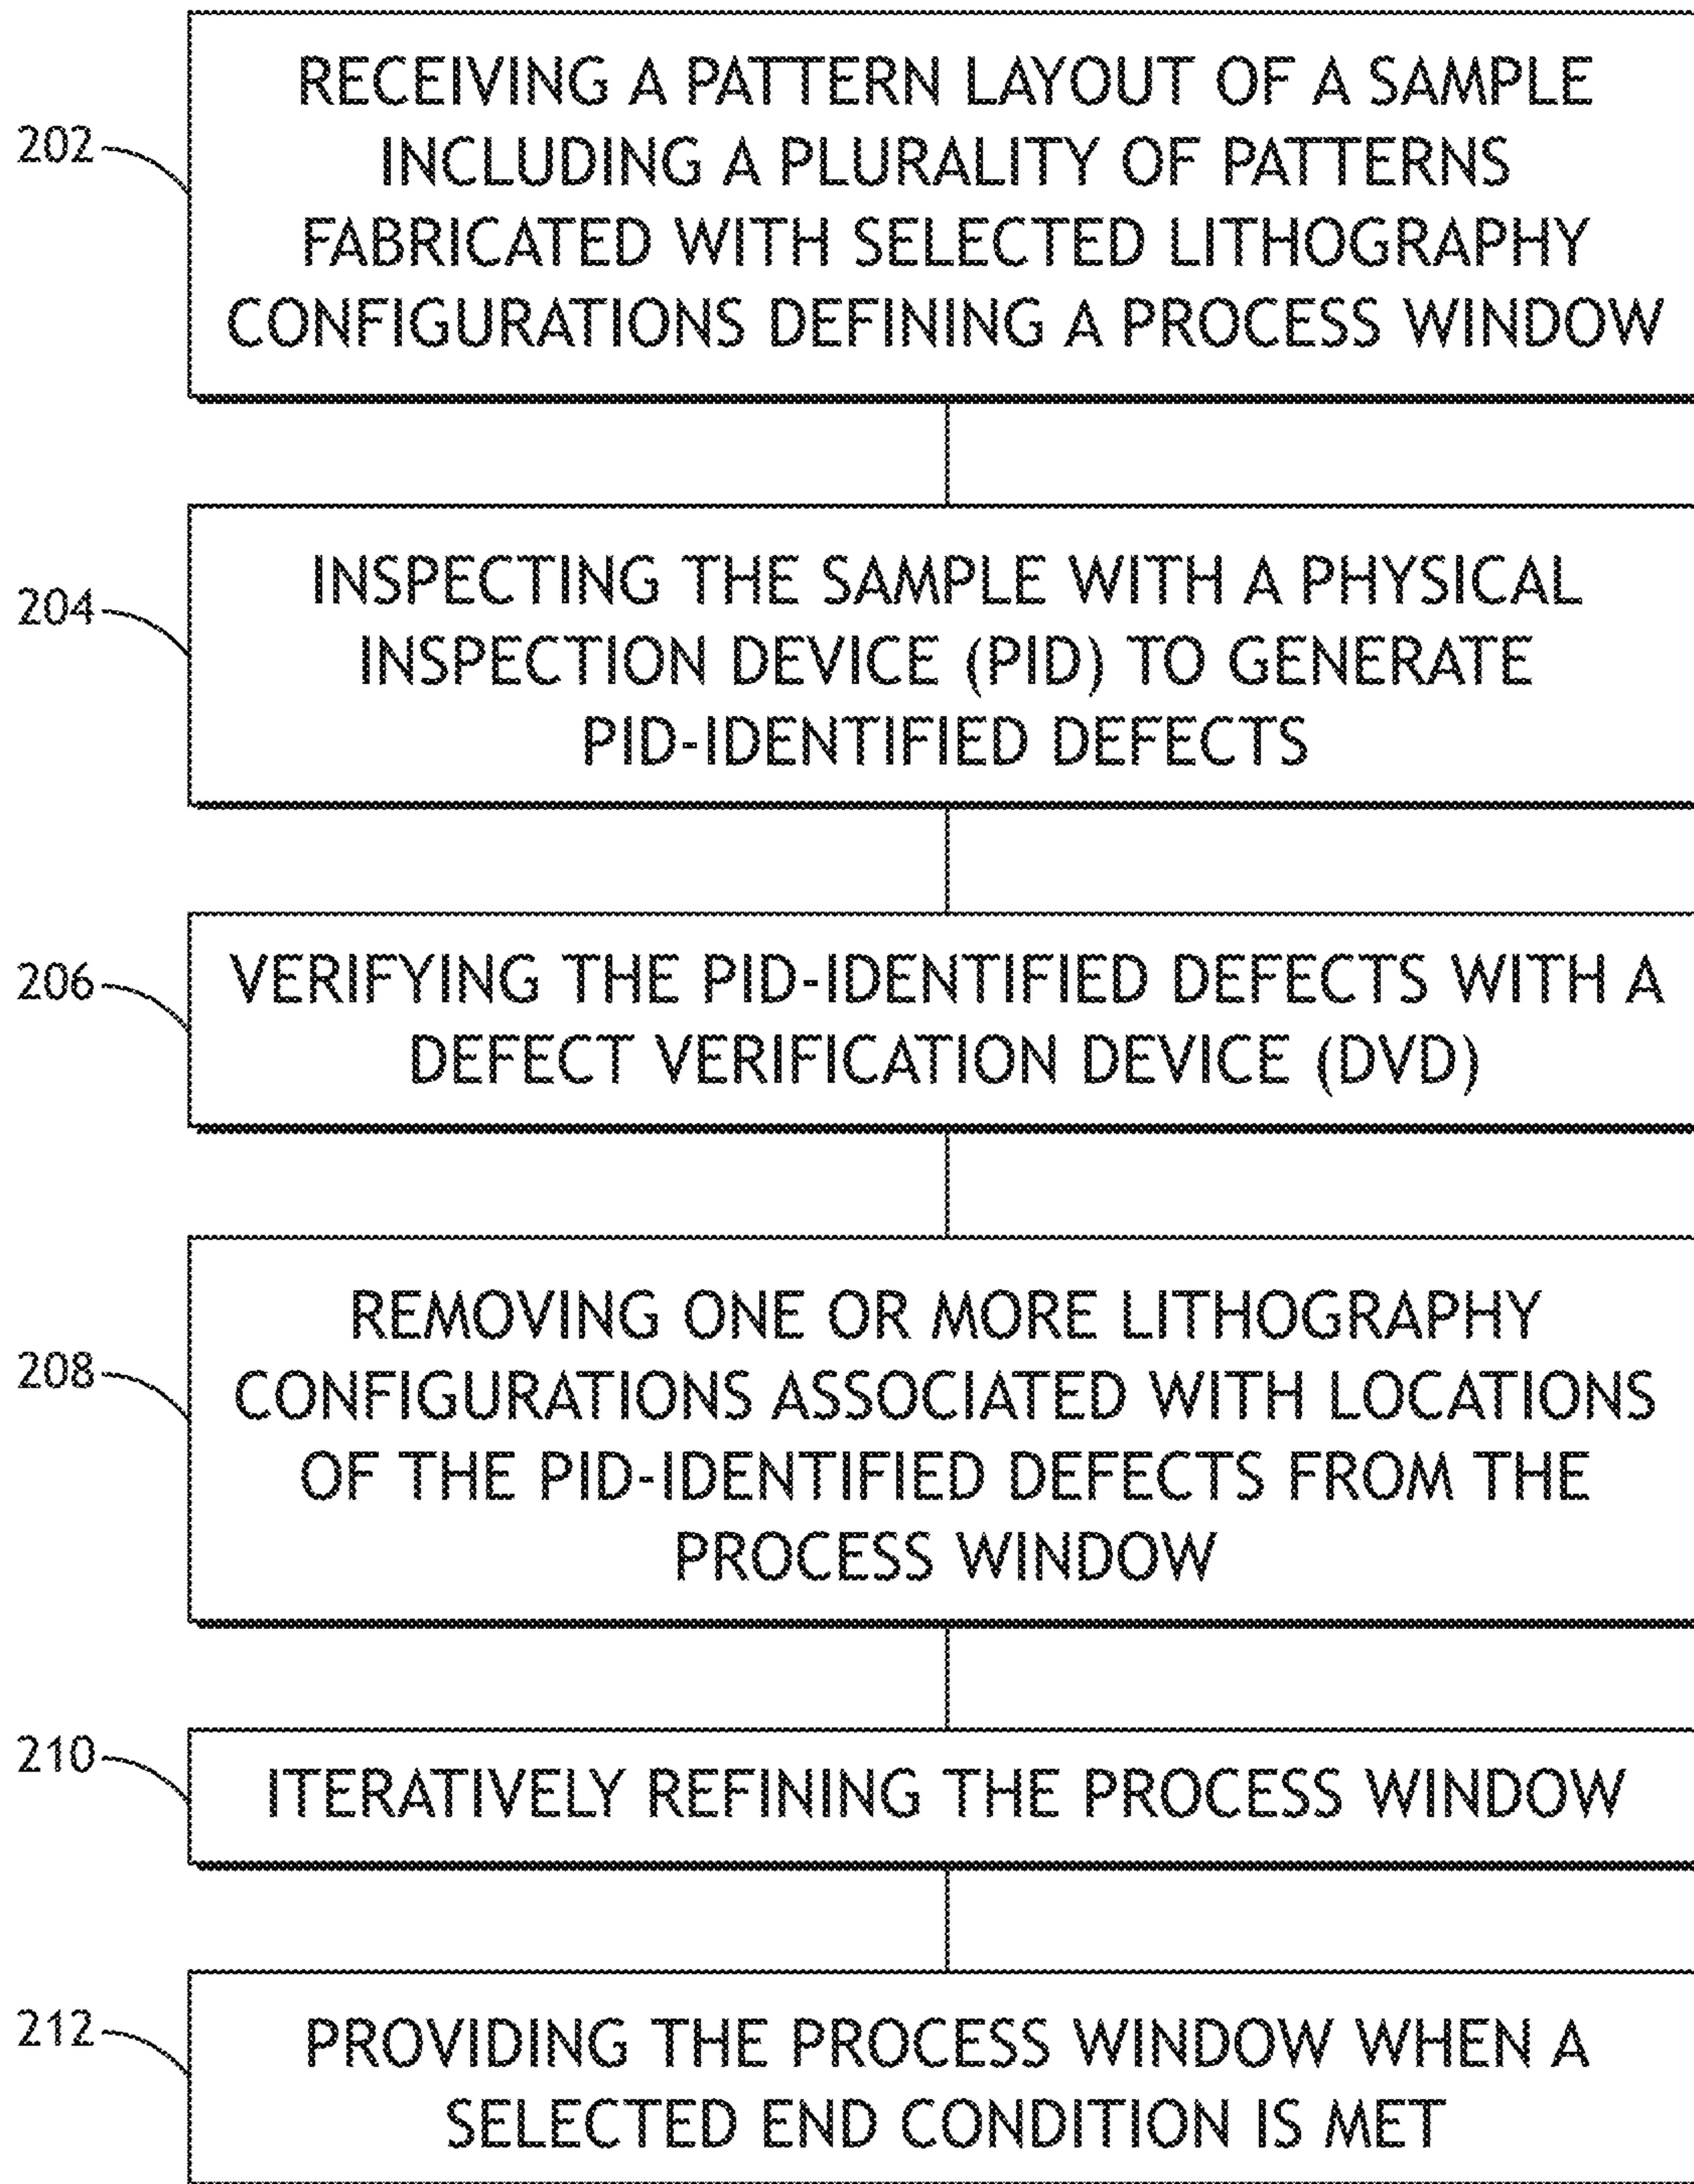 202
RECEIVING A PATTERN LAYOUT OF A SAMPLE
INCLUDING A PLURALITY OF PATTERNS
FABRICATED WITH SELECTED LITHOGRAPHY
CONFIGURATIONS DEFINING A PROCESS WINDOW
204
INSPECTING THE SAMPLE WITH A PHYSICAL
INSPECTION DEVICE (PID) TO GENERATE
PID-IDENTIFIED DEFECTS
206
VERIFYING THE PID-IDENTIFIED DEFECTS WITH A
DEFECT VERIFICATION DEVICE (DVD)
208
REMOVING ONE OR MORE LITHOGRAPHY
CONFIGURATIONS ASSOCIATED WITH LOCATIONS
OF THE PID-IDENTIFIED DEFECTS FROM THE
PROCESS WINDOW
210
ITERATIVELY REFINING THE PROCESS WINDOW
212
PROVIDING THE PROCESS WINDOW WHEN A
SELECTED END CONDITION IS MET